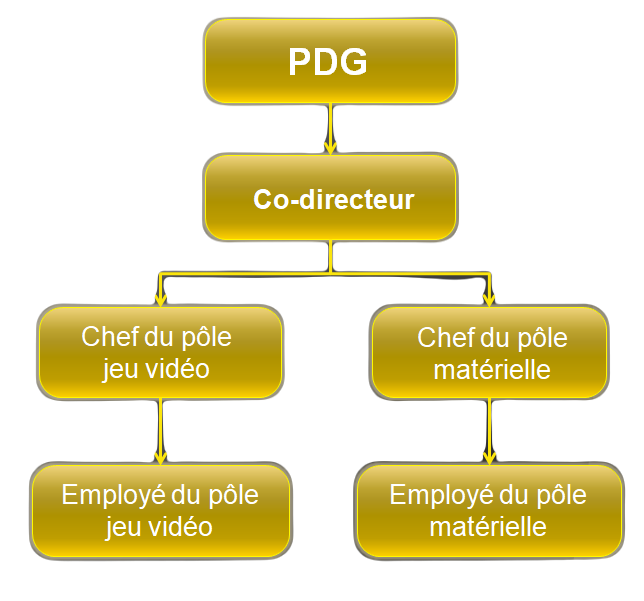 PDG
Co-directeur
Chef du pôle
jeu vidéo
Chef du pôle
matérielle
Employé du pôle
jeu vidéo
Employé du pôle
matérielle